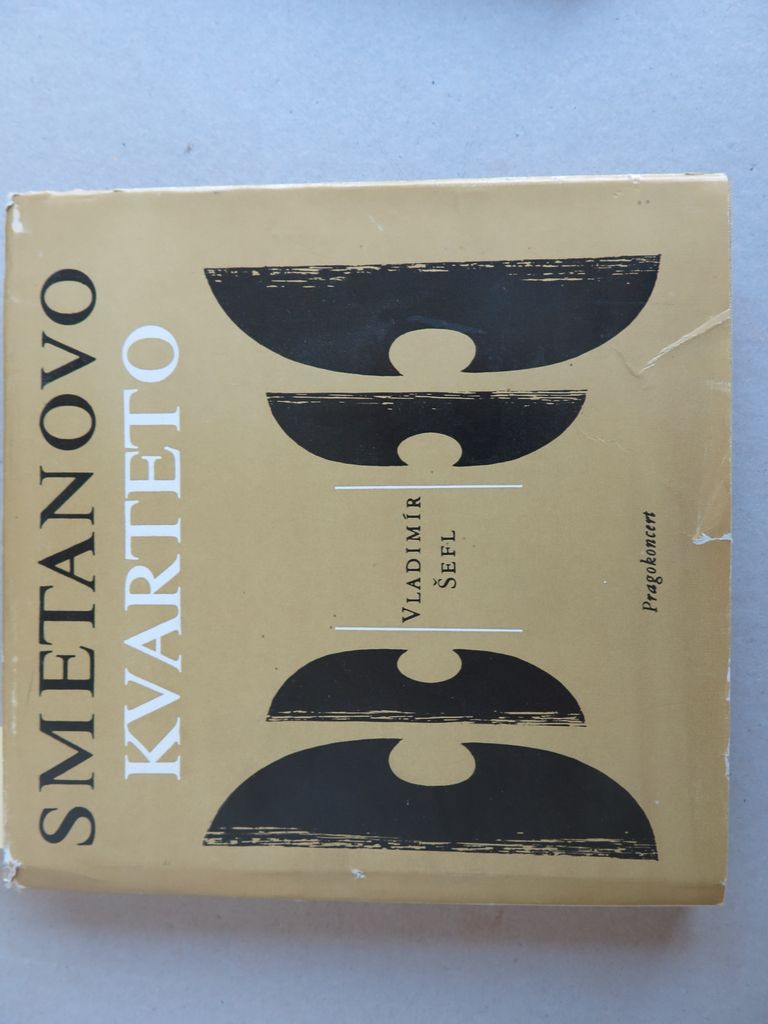 SMETANOVO
KVARTETO
VLADIMÍR
ŠEFL
Pragokoncert